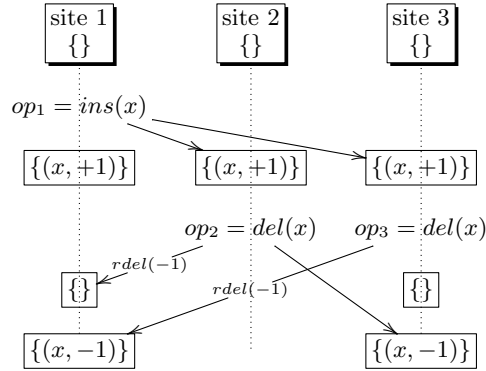 site 1 site 2 site 3
{} {} {}
op₁ = ins(x)
{(x, +1)} {(x, +1)} {(x, +1)}
op₂ = del(x) op₃ = del(x)
rdel(−1)
{} rdel(−1) {}
{(x, −1)} {(x, −1)}